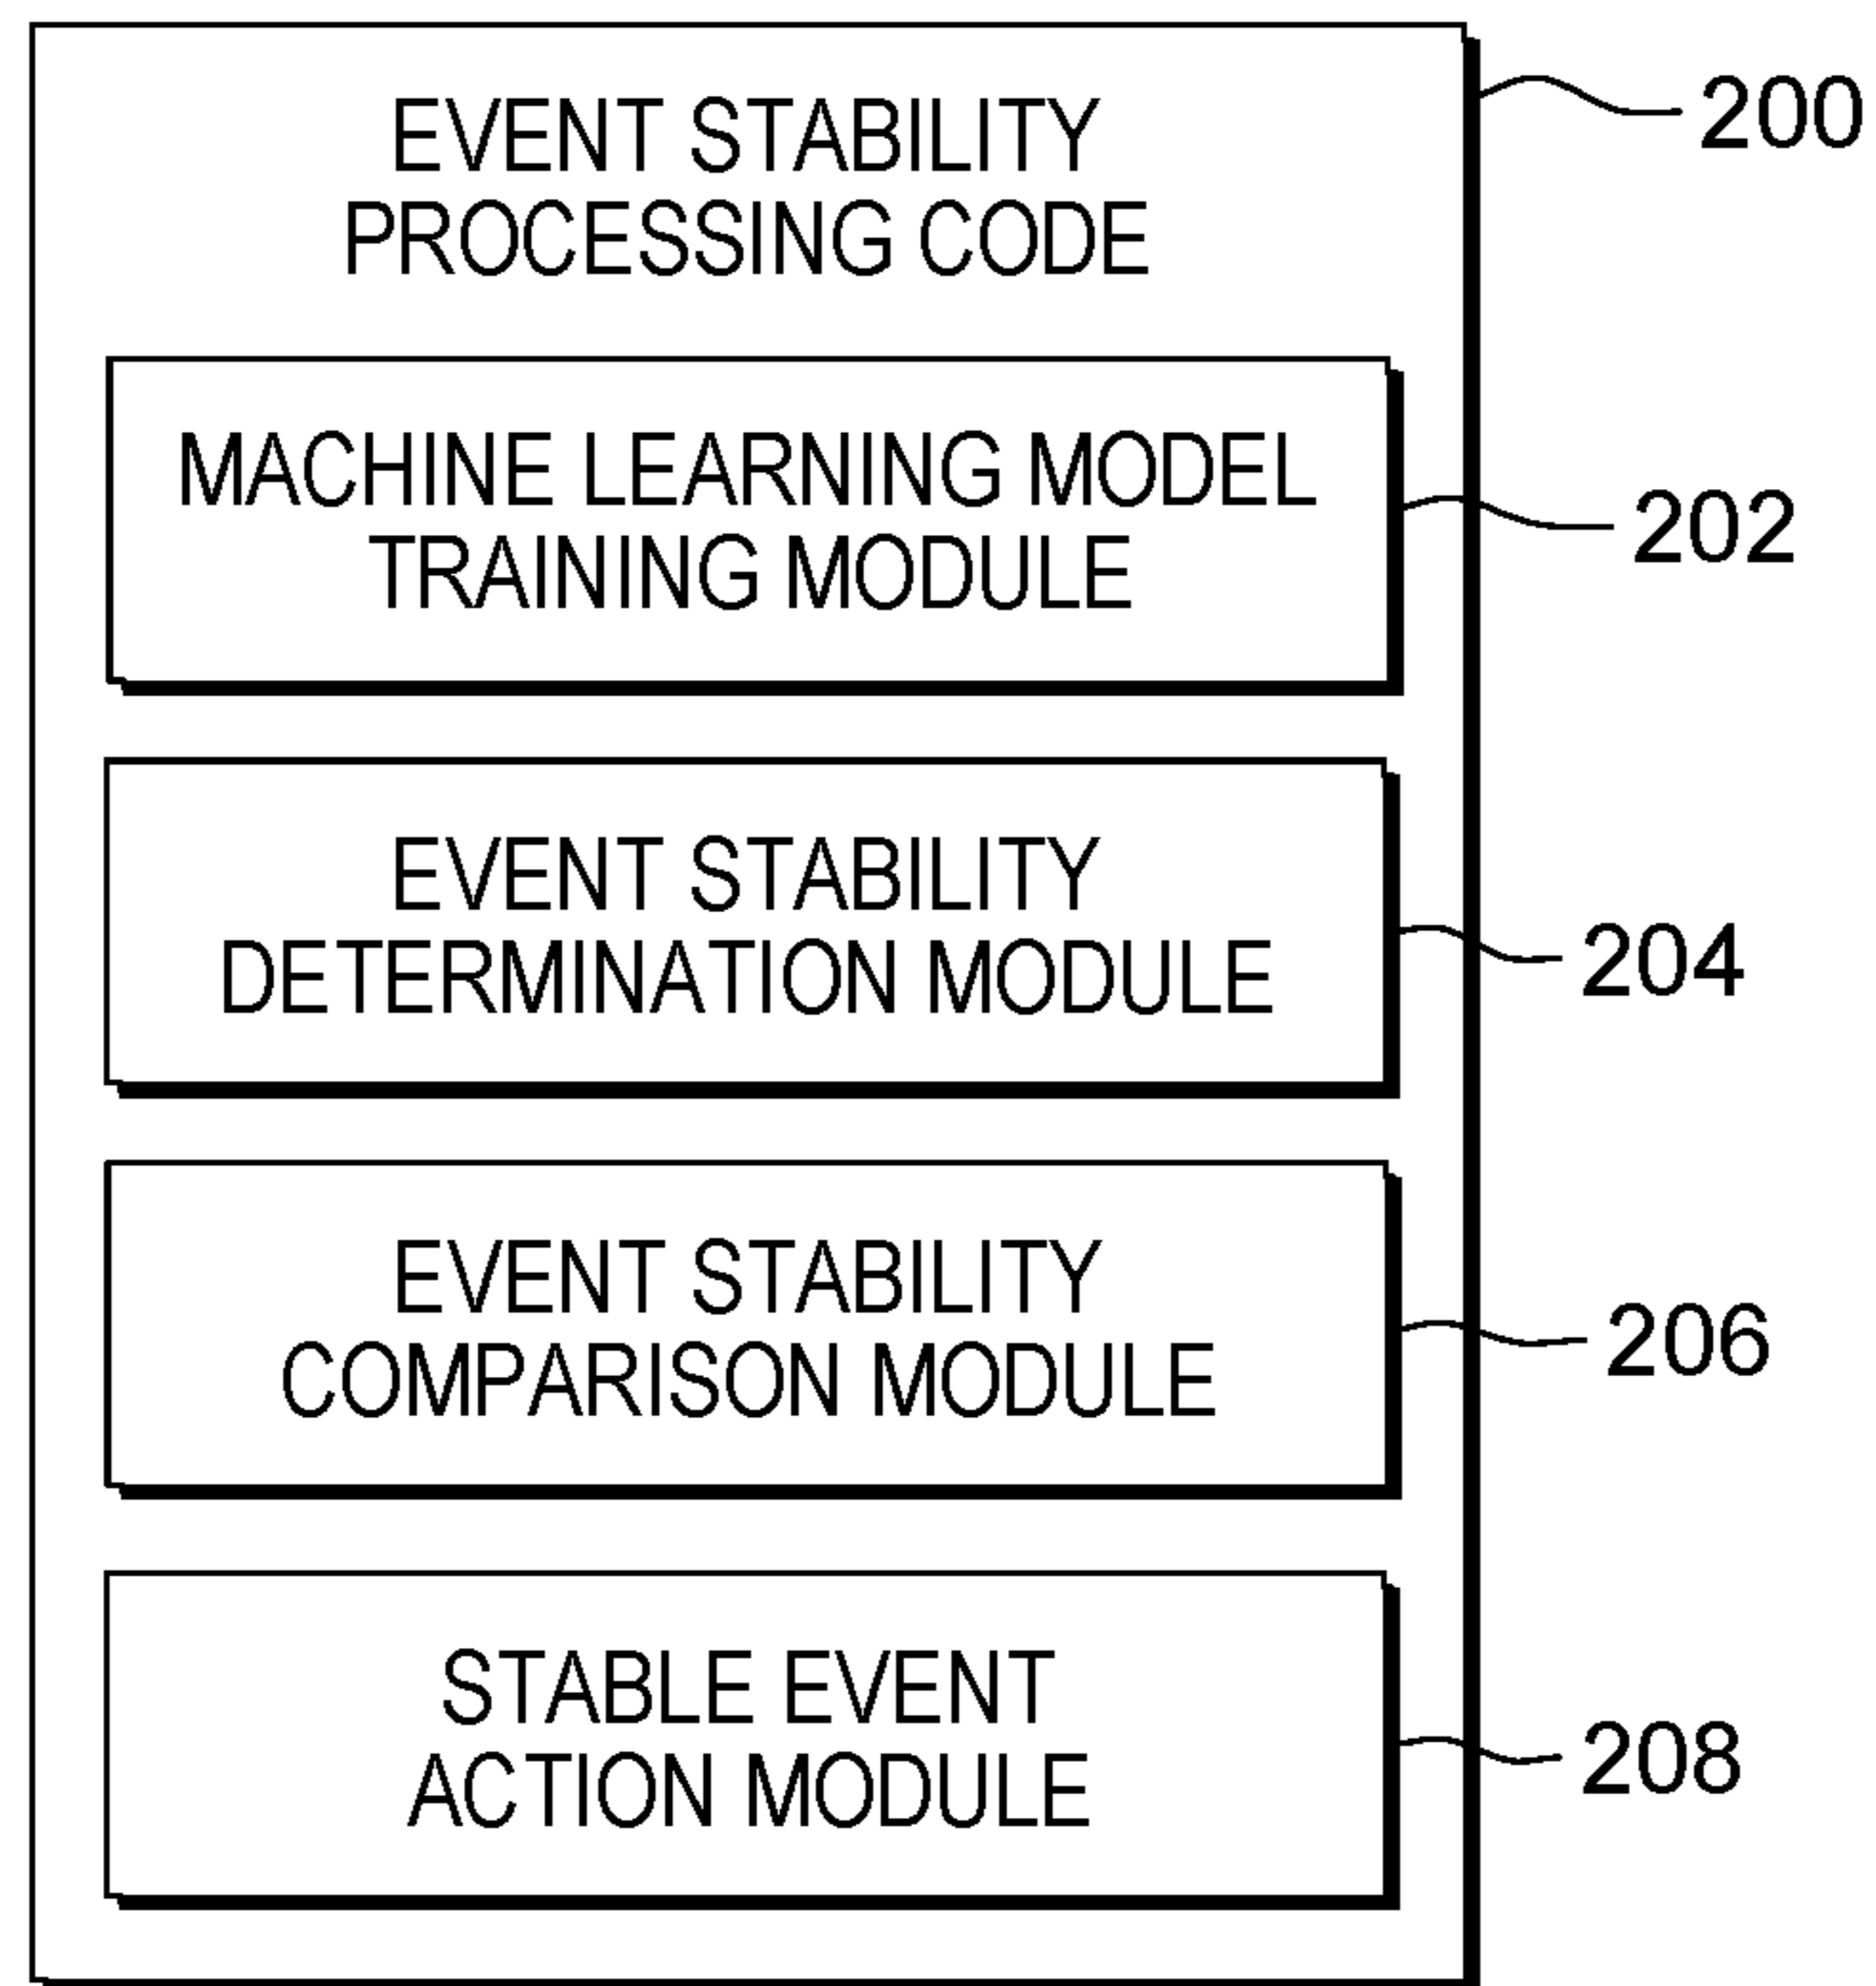 EVENT STABILITY
PROCESSING CODE
200
MACHINE LEARNING MODEL
TRAINING MODULE
202
EVENT STABILITY
DETERMINATION MODULE
204
EVENT STABILITY
COMPARISON MODULE
206
STABLE EVENT
ACTION MODULE
208